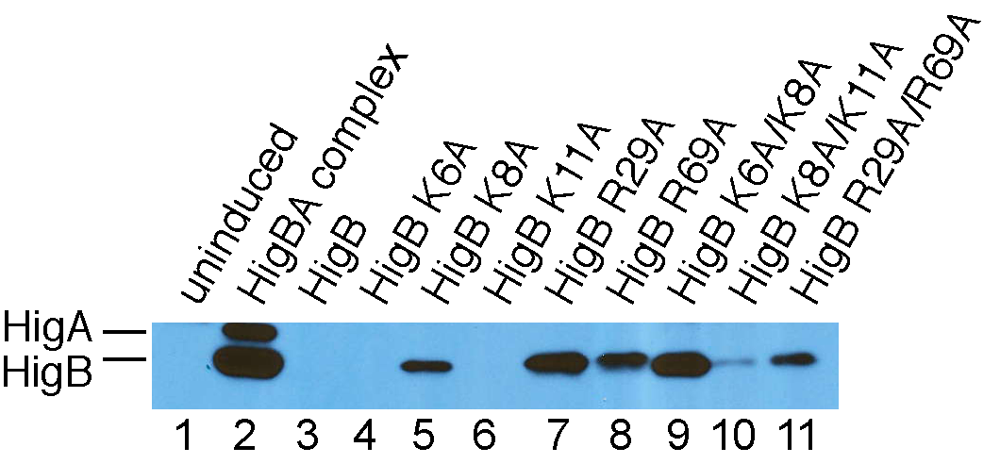 uninduced
HigBA complex
HigB
HigB K6A
HigB K8A
HigB K11A
HigB R29A
HigB R69A
HigB K6A/K8A
HigB K8A/K11A
HigB R29A/R69A
HigA
HigB
1 2 3 4 5 6 7 8 9 10 11